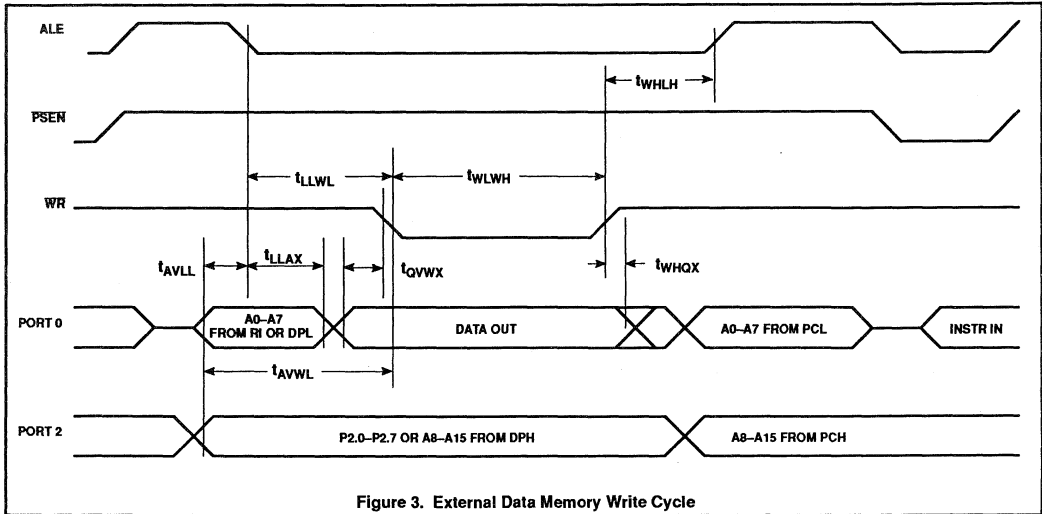 ALE
tWHLH
PSEN
tLLWL
tWLWH
WR
tAVLL
tLLAX
tQVWX
tWHQX
PORT 0
A0–A7
FROM RI OR DPL
DATA OUT
A0–A7 FROM PCL
INSTR IN
tAVWL
PORT 2
P2.0–P2.7 OR A8–A15 FROM DPH
A8–A15 FROM PCH
Figure 3. External Data Memory Write Cycle